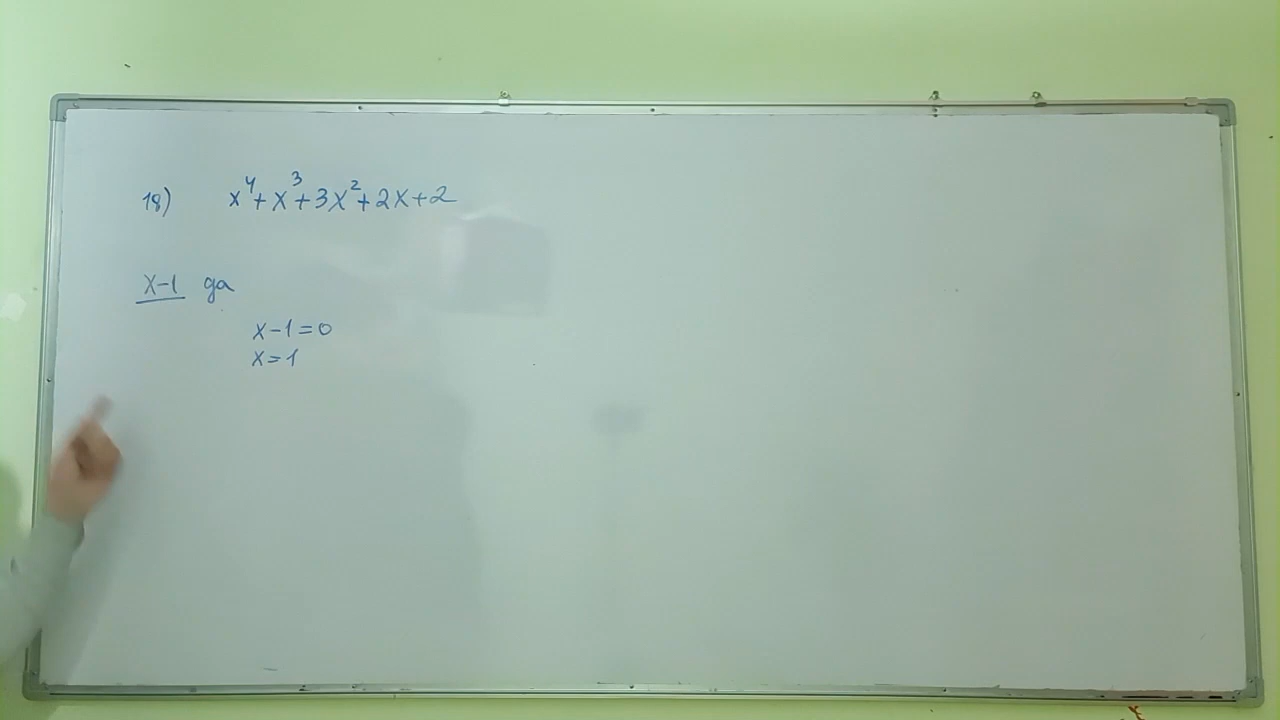 18) x⁴+x³+3x²+2x+2
x-1 ga
x-1=0
x=1